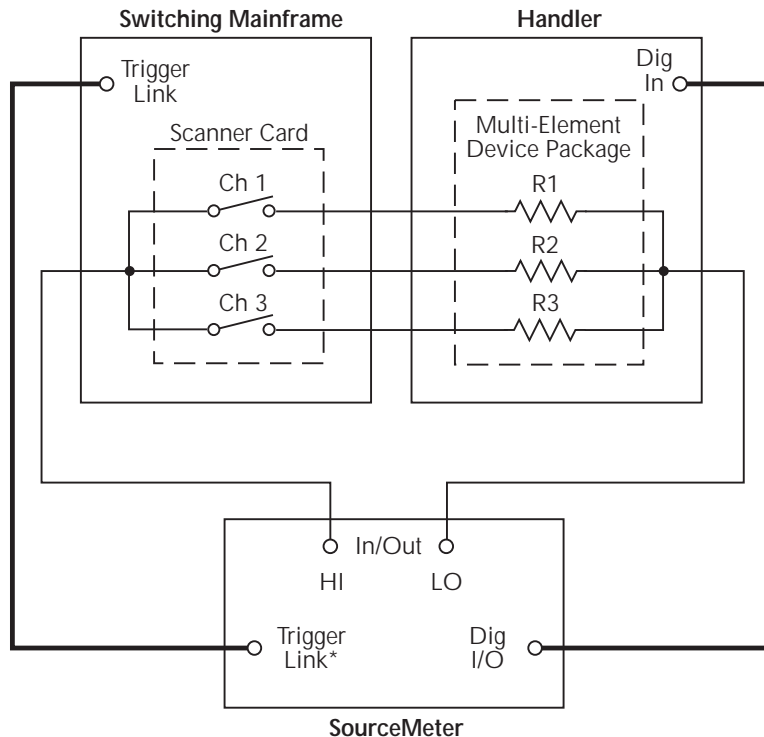 Switching Mainframe
Handler
Trigger
Link
Dig
In
Scanner Card
Multi-Element
Device Package
Ch 1
R1
Ch 2
R2
Ch 3
R3
In/Out
HI
LO
Trigger
Link*
Dig
I/O
SourceMeter